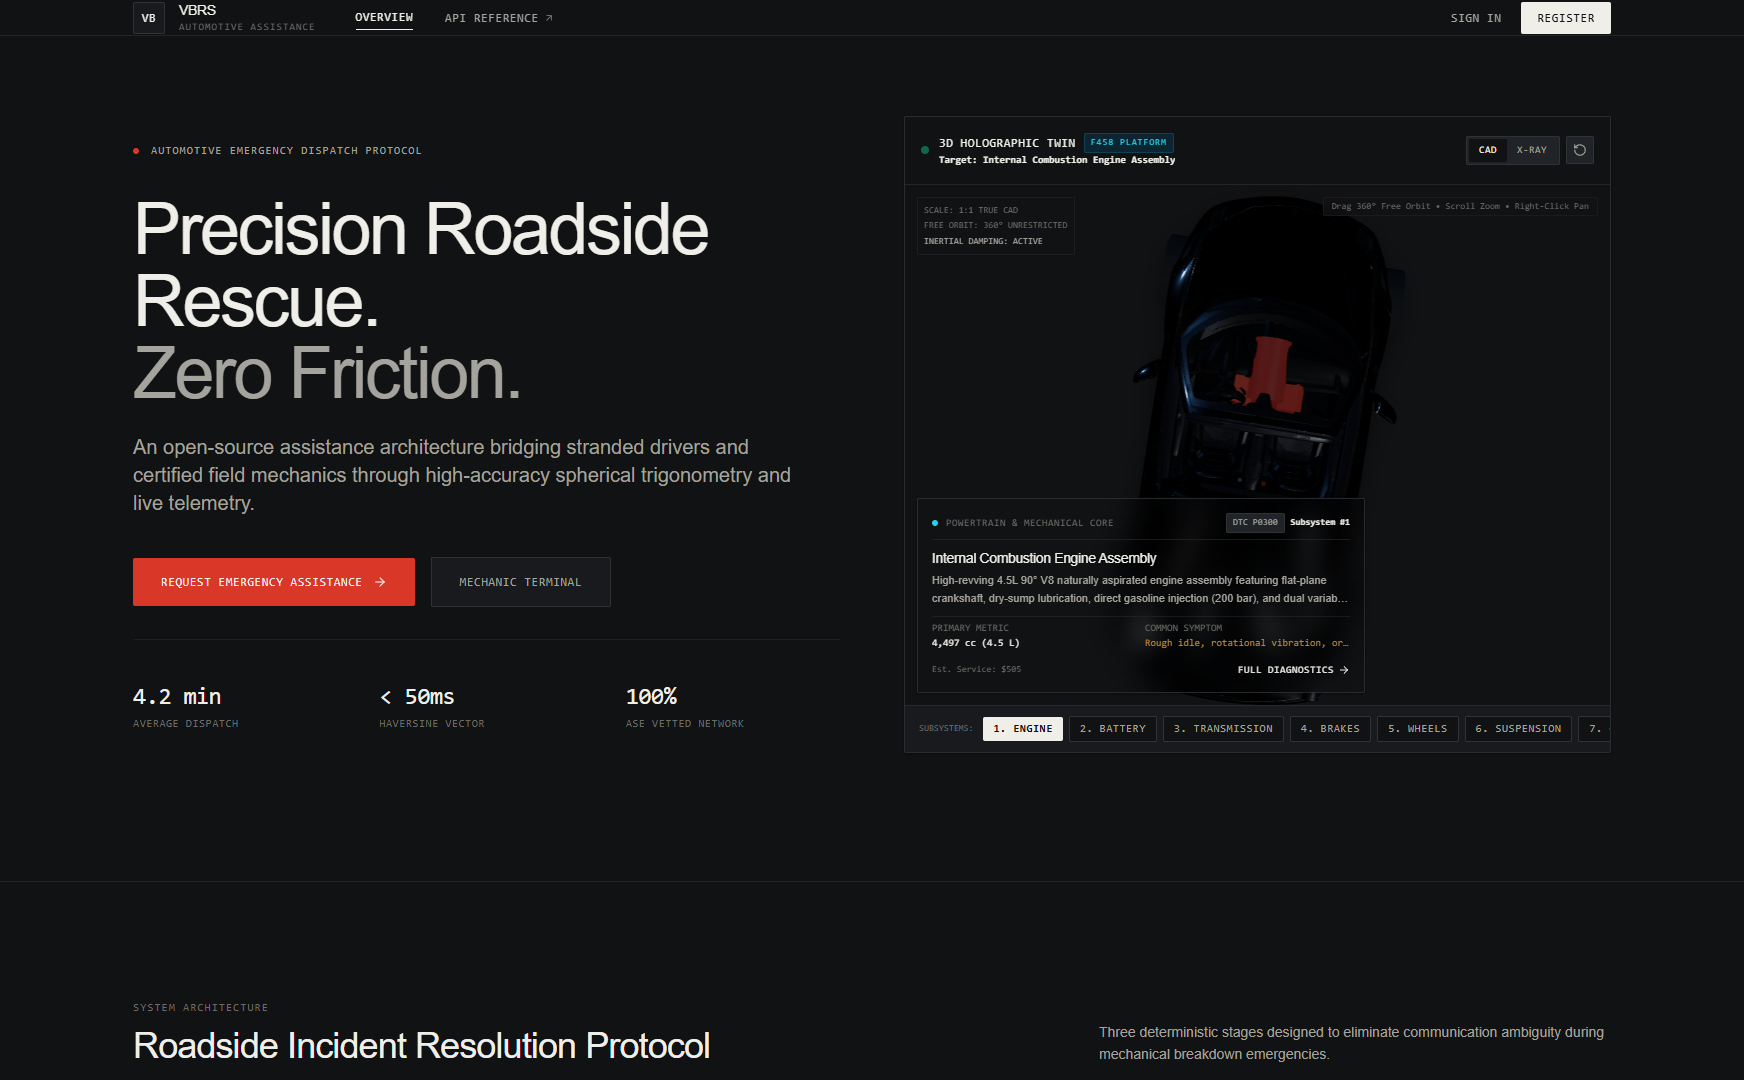 VB
VBRS
AUTOMOTIVE ASSISTANCE
OVERVIEW
API REFERENCE ↗
SIGN IN
REGISTER
AUTOMOTIVE EMERGENCY DISPATCH PROTOCOL
Precision Roadside
Rescue.
Zero Friction.
An open-source assistance architecture bridging stranded drivers and
certified field mechanics through high-accuracy spherical trigonometry and
live telemetry.
REQUEST EMERGENCY ASSISTANCE →
MECHANIC TERMINAL
4.2 min
AVERAGE DISPATCH
< 50ms
HAVERSINE VECTOR
100%
ASE VETTED NETWORK
3D HOLOGRAPHIC TWIN
F458 PLATFORM
Target: Internal Combustion Engine Assembly
CAD
X-RAY
SCALE: 1:1 TRUE CAD
FREE ORBIT: 360° UNRESTRICTED
INERTIAL DAMPING: ACTIVE
Drag 360° Free Orbit • Scroll Zoom • Right-Click Pan
POWERTRAIN & MECHANICAL CORE
DTC P0300
Subsystem #1
Internal Combustion Engine Assembly
High-revving 4.5L 90° V8 naturally aspirated engine assembly featuring flat-plane
crankshaft, dry-sump lubrication, direct gasoline injection (200 bar), and dual variab…
PRIMARY METRIC
4,497 cc (4.5 L)
COMMON SYMPTOM
Rough idle, rotational vibration, or…
Est. Service: $505
FULL DIAGNOSTICS →
SUBSYSTEMS:
1. ENGINE
2. BATTERY
3. TRANSMISSION
4. BRAKES
5. WHEELS
6. SUSPENSION
7.
SYSTEM ARCHITECTURE
Roadside Incident Resolution Protocol
Three deterministic stages designed to eliminate communication ambiguity during
mechanical breakdown emergencies.